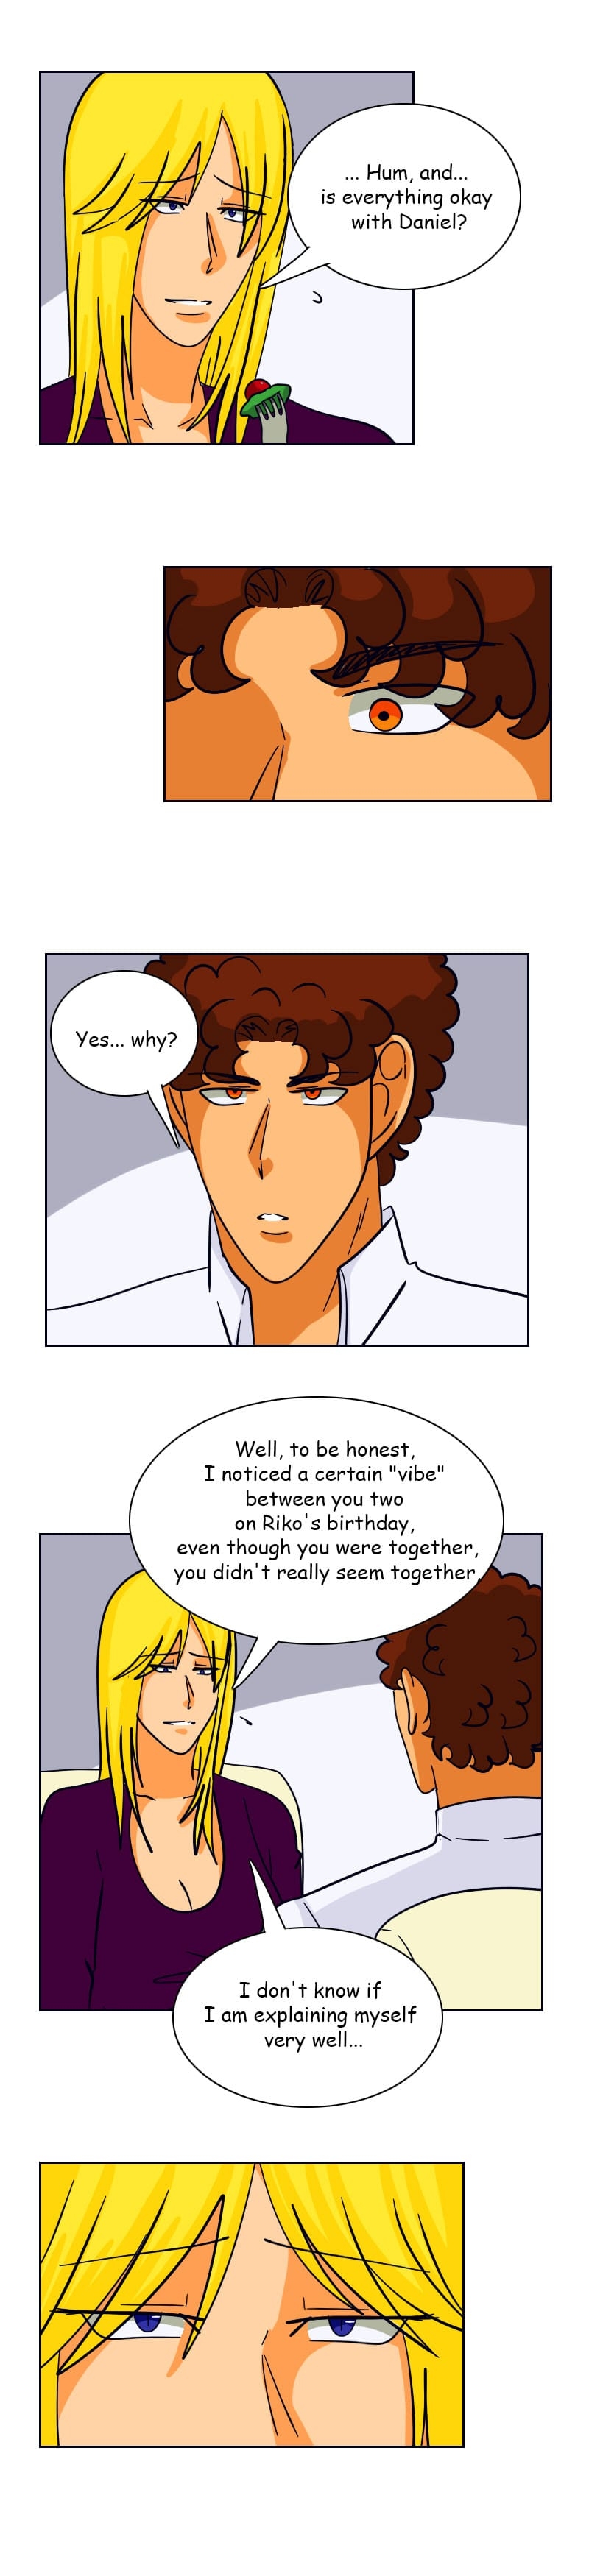 ... Hum, and...
is everything okay
with Daniel?
Yes... why?
Well, to be honest,
I noticed a certain "vibe"
between you two
on Riko's birthday,
even though you were together,
you didn't really seem together,
I don't know if
I am explaining myself
very well...